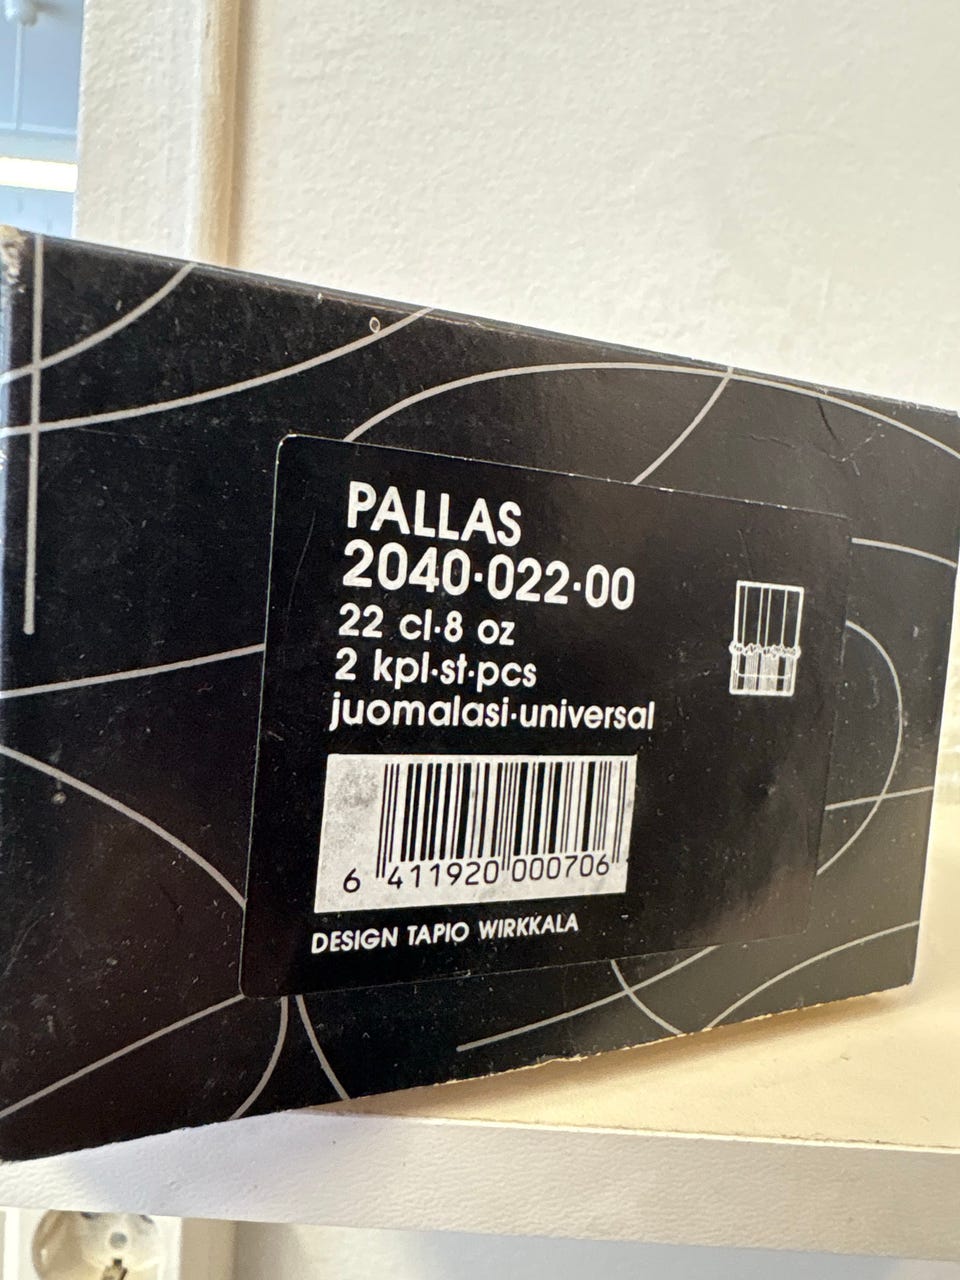 PALLAS
2040·022·00
22 cl·8 oz
2 kpl·st·pcs
juomalasi·universal
6 411920 000706
DESIGN TAPIO WIRKKALA